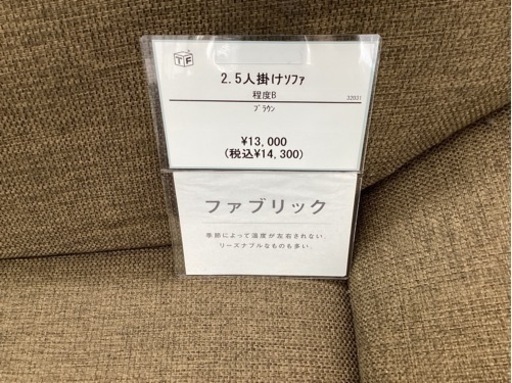 TF
2.5人掛けｿﾌｧ
程度B
ﾌﾞﾗｳﾝ
¥13,000
(税込¥14,300)
ファブリック
季節によって温度が左右されない。
リーズナブルなものも多い。